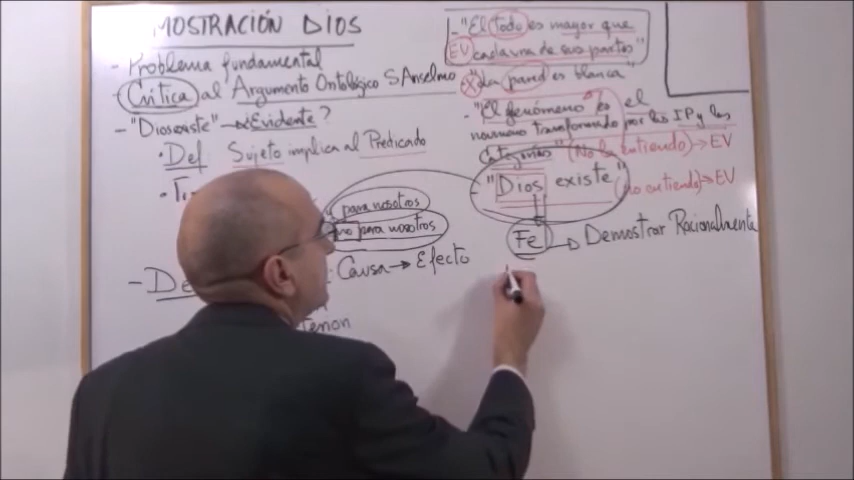 MOSTRACIÓN DIOS
- Problema fundamental
- Crítica al Argumento Ontológico S Anselmo
- "Dios existe" → ¿Evidente?
• Def Sujeto implica al Predicado
y para nosotros
no para nosotros
: Causa → Efecto
- "El todo es mayor que
EV cada una de sus partes"
X "La pared es blanca"
- "El fenómeno es el
noumeno transformado por las IP y las
Categorías" (No lo entiendo) → EV
- "Dios existe" (no entiendo) → EV
Fe → Demostrar Racionalmente